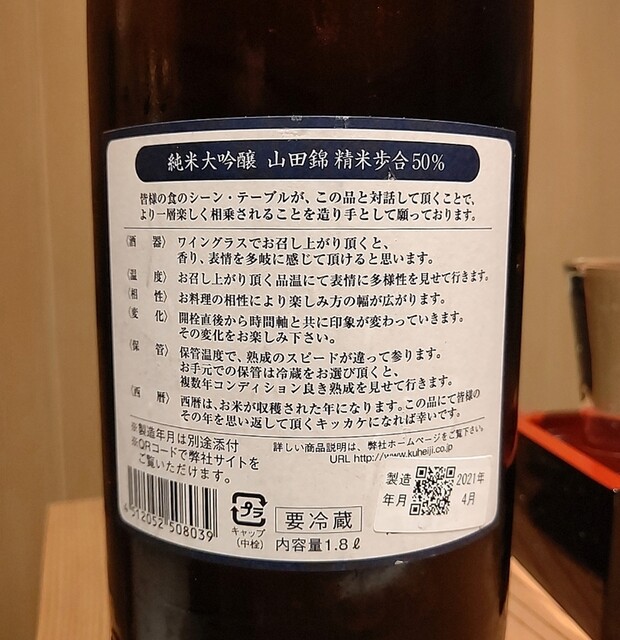 純米大吟醸 山田錦 精米歩合50%
皆様の食のシーン・テーブルが、この品と対話して頂くことで、
より一層楽しく相乗されることを造り手として願っております。
〈酒器〉 ワイングラスでお召し上がり頂くと、
香り、表情を多岐に感じて頂けると思います。
〈温度〉 お召し上がり頂く品温にて表情に多様性を見せて行きます。
〈相性〉 お料理の相性により楽しみ方の幅が広がります。
〈変化〉 開栓直後から時間軸と共に印象が変わっていきます。
その変化をお楽しみ下さい。
〈保管〉 保管温度で、熟成のスピードが違って参ります。
お手元での保管は冷蔵をお選び頂くと、
複数年コンディション良き熟成を見せて行きます。
〈西暦〉 西暦は、お米が収穫された年になります。この品にて皆様の
その年を思い返して頂くキッカケになれば幸いです。
※製造年月は別途添付
※QRコードで弊社サイトを
ご覧いただけます。
詳しい商品説明は、弊社ホームページをご覧下さい。
URL http://www.kuheiji.co.jp
製造年月
2021年
4月
4 512052 508039
プラ
キャップ
(中栓)
要冷蔵
内容量1.8ℓ